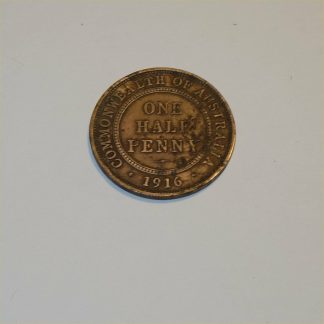 COMMONWEALTH OF AUSTRALIA
ONE
HALF
PENNY
1916